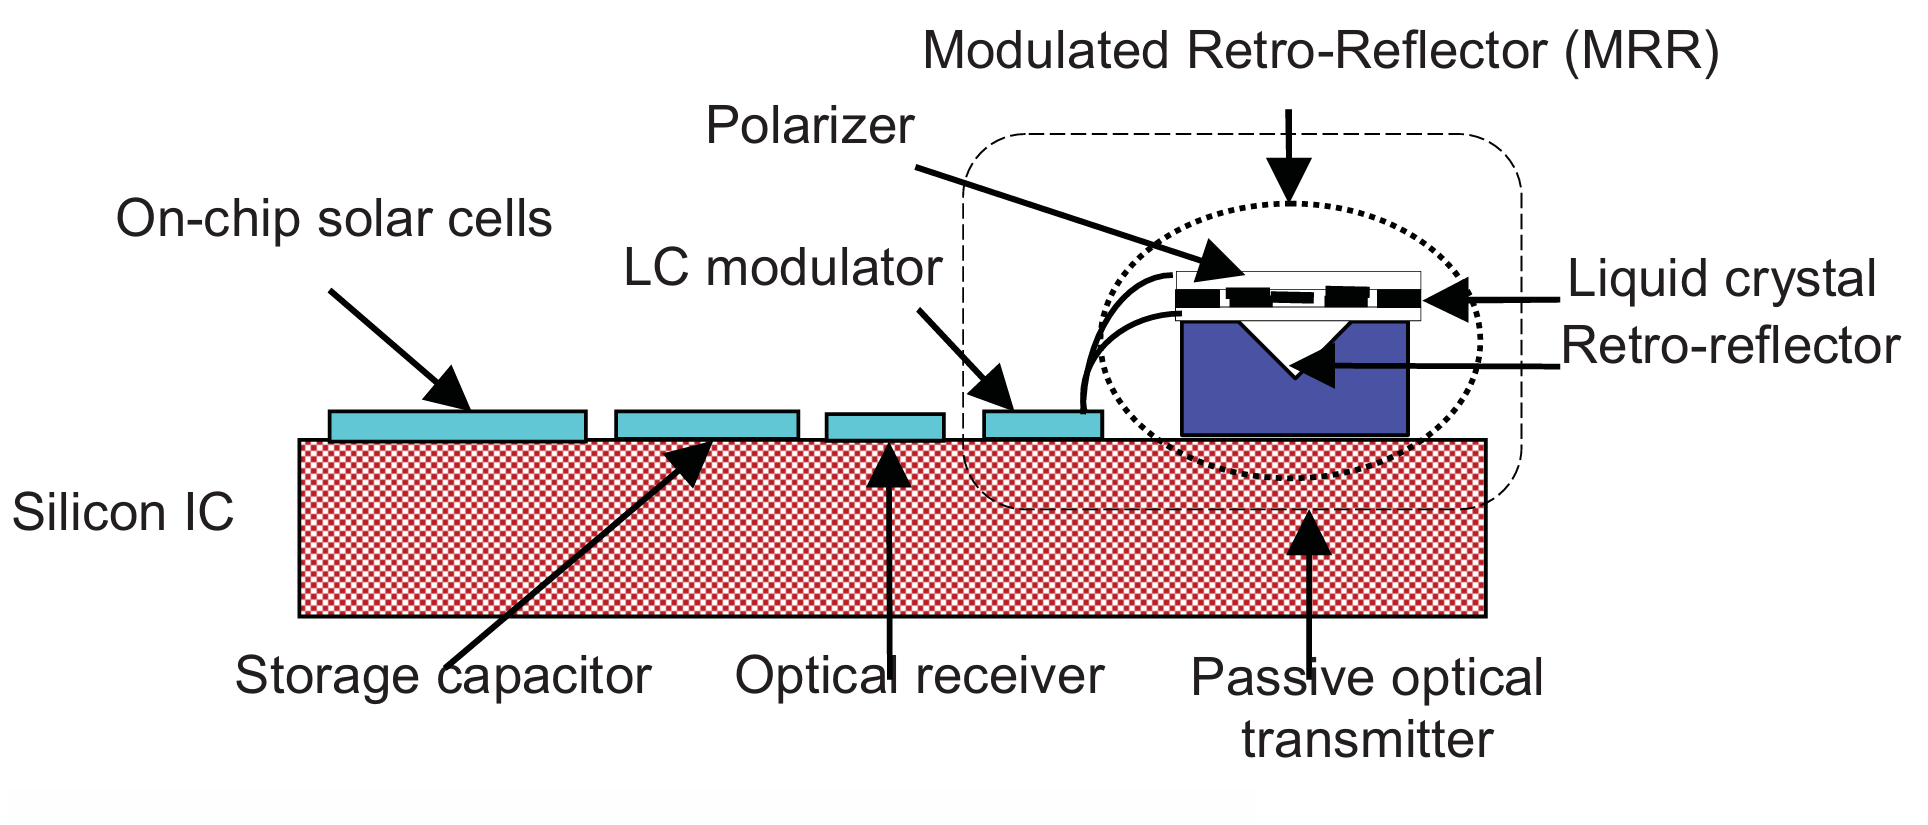 Modulated Retro-Reflector (MRR)
Polarizer
On-chip solar cells
LC modulator
Liquid crystal
Retro-reflector
Silicon IC
Storage capacitor
Optical receiver
Passive optical
transmitter